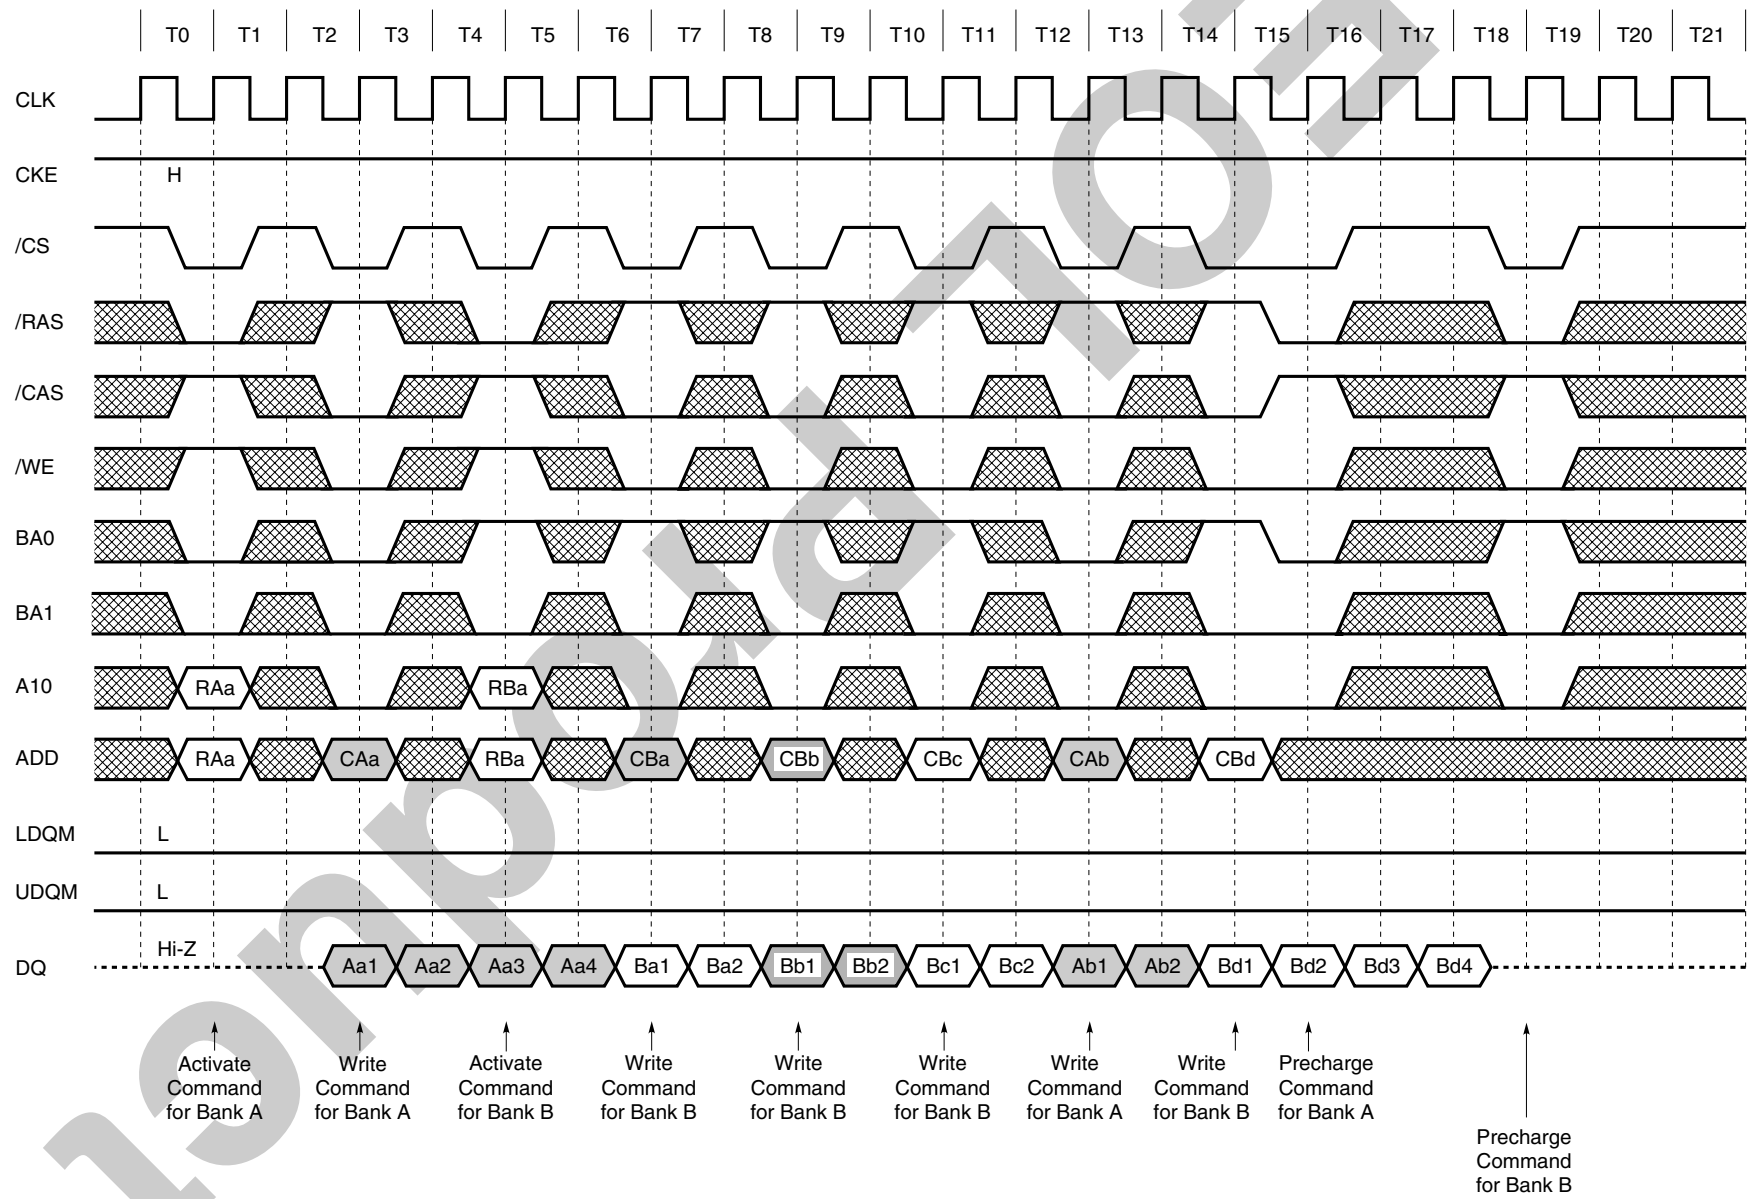 T0 T1 T2 T3 T4 T5 T6 T7 T8 T9 T10 T11 T12 T13 T14 T15 T16 T17 T18 T19 T20 T21
CLK
CKE H
/CS
/RAS
/CAS
/WE
BA0
BA1
A10 RAa RBa
ADD RAa CAa RBa CBa CBb CBc CAb CBd
LDQM L
UDQM L
DQ Hi-Z Aa1 Aa2 Aa3 Aa4 Ba1 Ba2 Bb1 Bb2 Bc1 Bc2 Ab1 Ab2 Bd1 Bd2 Bd3 Bd4
Activate
Command
for Bank A
Write
Command
for Bank A
Activate
Command
for Bank B
Write
Command
for Bank B
Write
Command
for Bank B
Write
Command
for Bank B
Write
Command
for Bank A
Write
Command
for Bank B
Precharge
Command
for Bank A
Precharge
Command
for Bank B
EOL Product